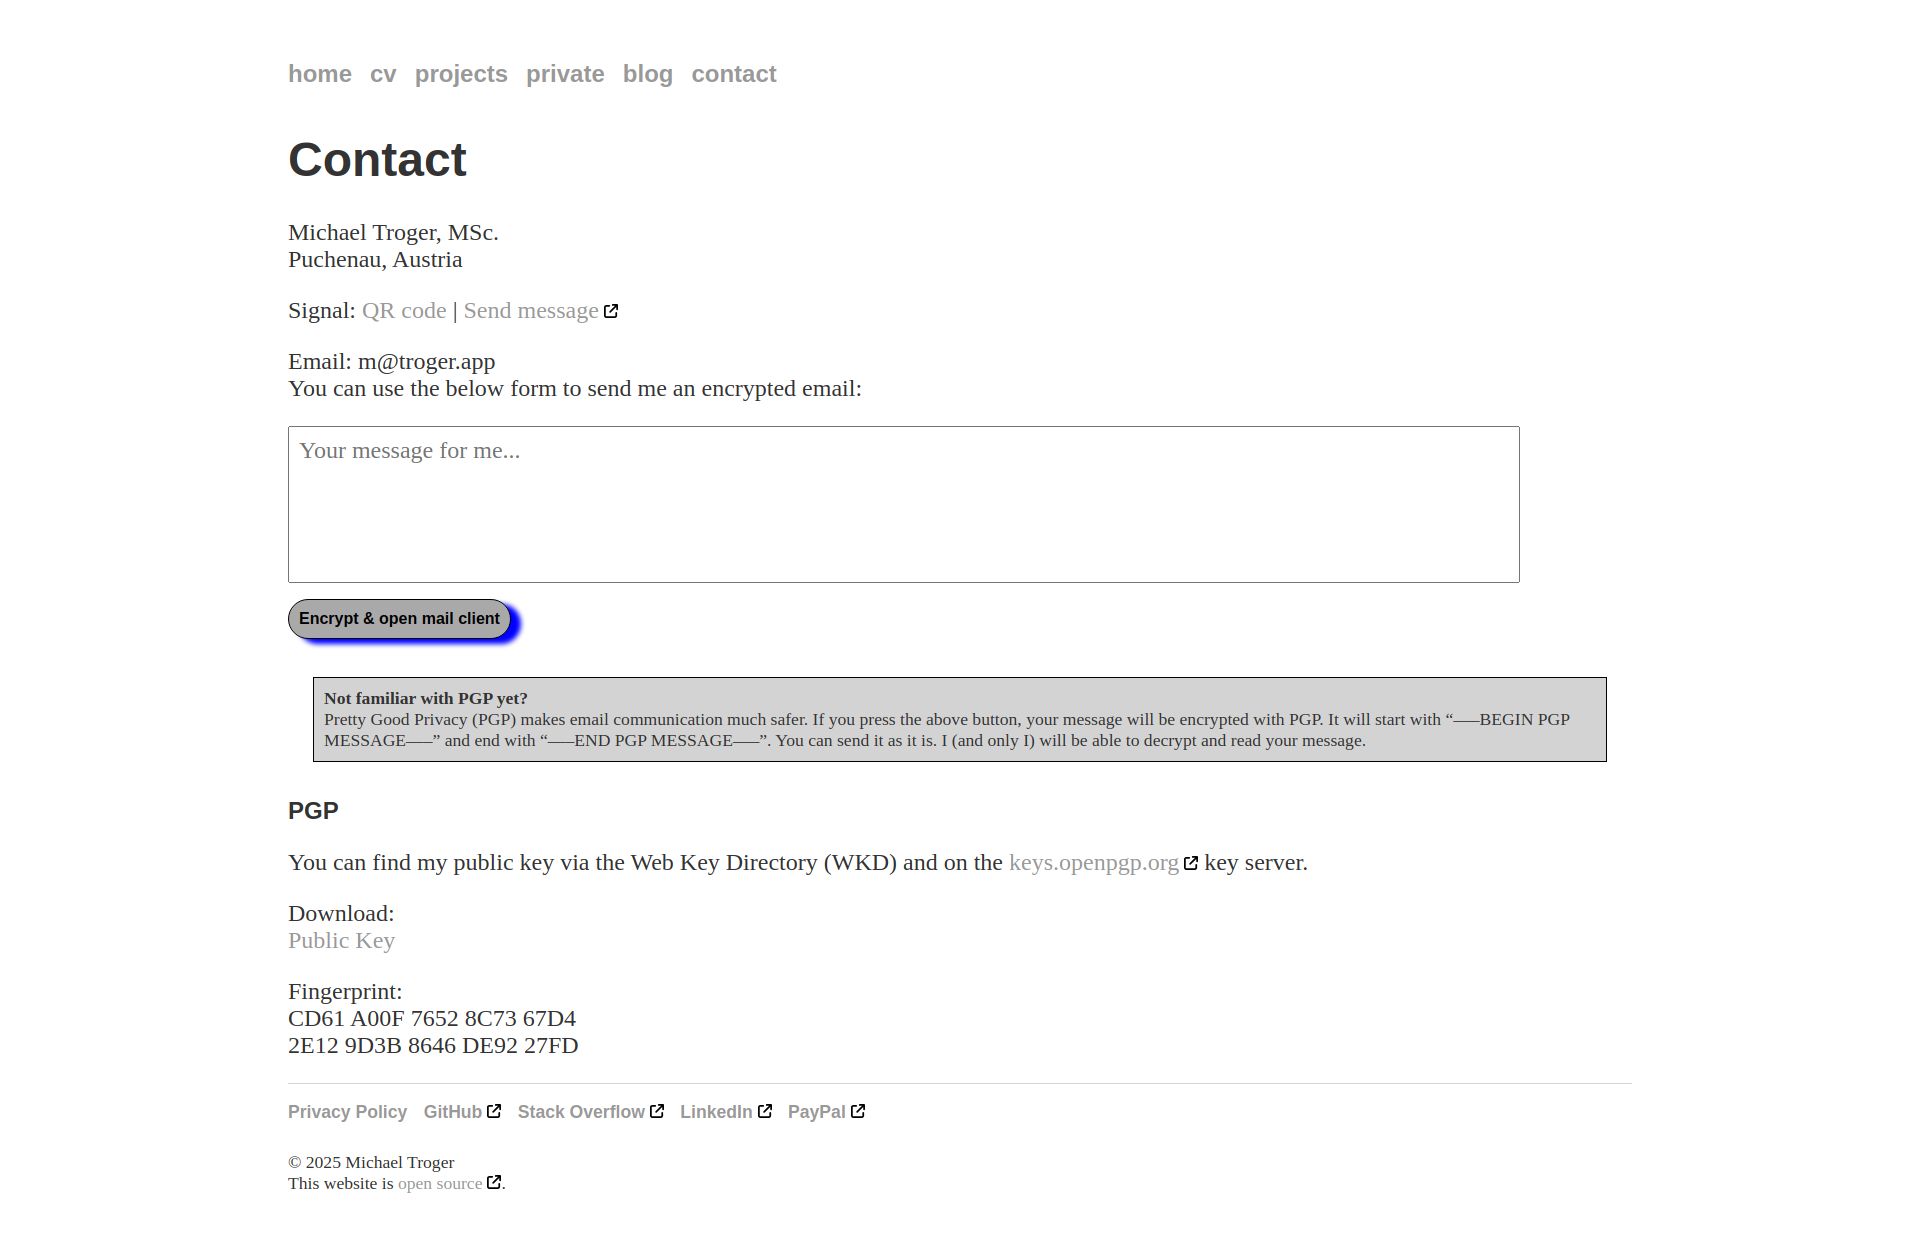 home cv projects private blog contact
Contact
Michael Troger, MSc.
Puchenau, Austria
Signal: QR code | Send message
Email: m@troger.app
You can use the below form to send me an encrypted email:
Your message for me...
Encrypt & open mail client
Not familiar with PGP yet?
Pretty Good Privacy (PGP) makes email communication much safer. If you press the above button, your message will be encrypted with PGP. It will start with “—–BEGIN PGP
MESSAGE—–” and end with “—–END PGP MESSAGE—–”. You can send it as it is. I (and only I) will be able to decrypt and read your message.
PGP
You can find my public key via the Web Key Directory (WKD) and on the keys.openpgp.org key server.
Download:
Public Key
Fingerprint:
CD61 A00F 7652 8C73 67D4
2E12 9D3B 8646 DE92 27FD
Privacy Policy GitHub Stack Overflow LinkedIn PayPal
© 2025 Michael Troger
This website is open source.